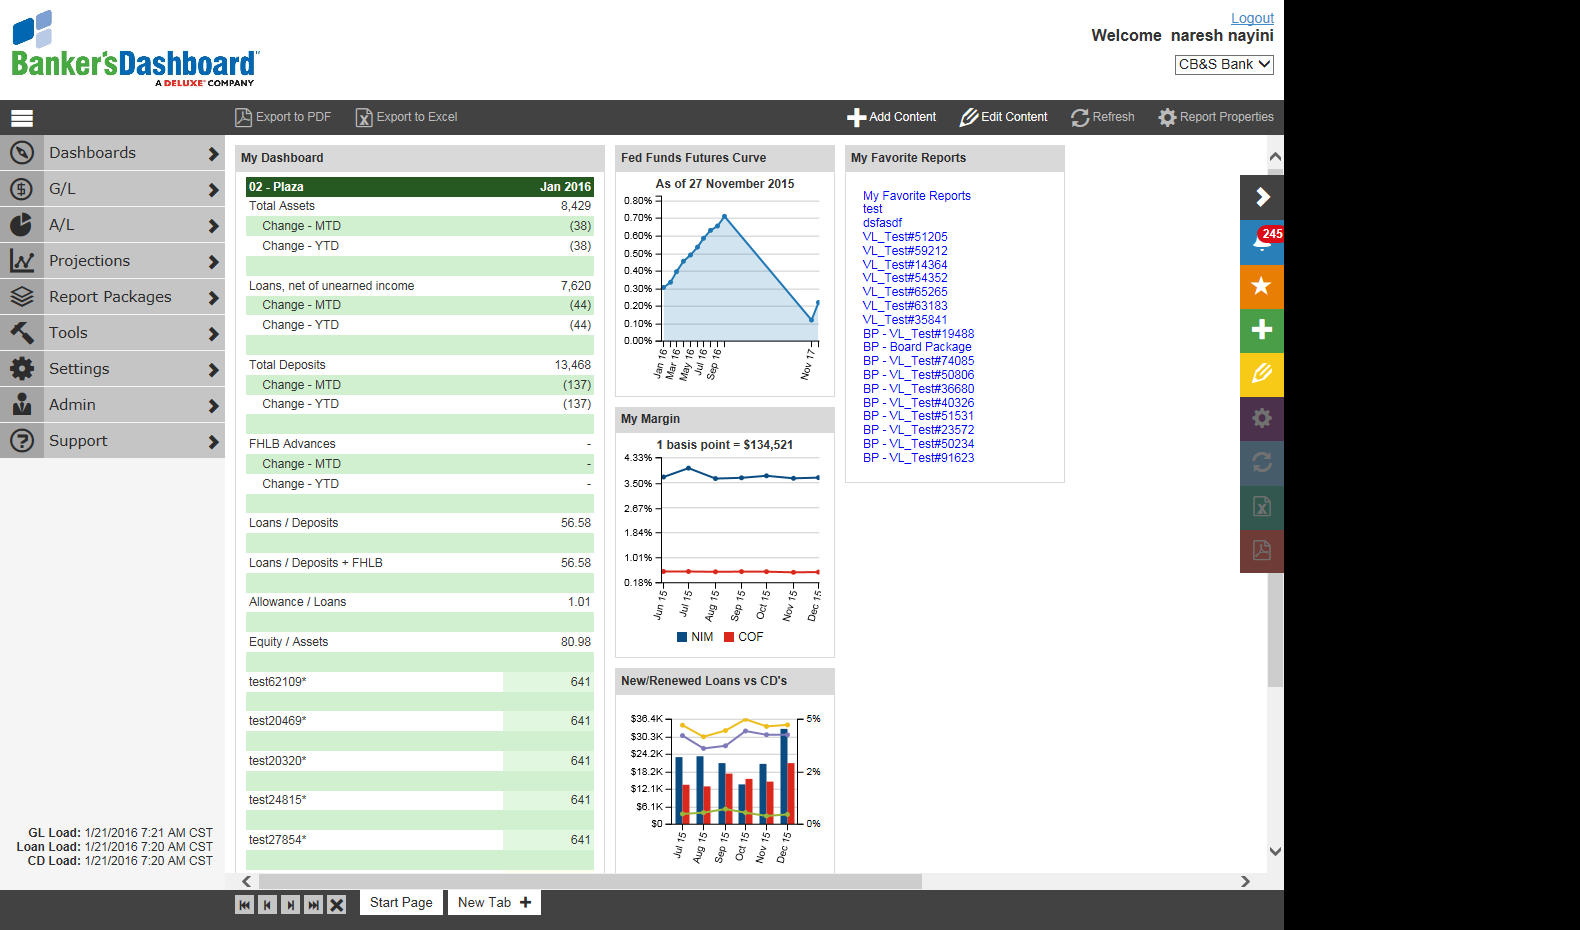 Logout
Welcome naresh nayini
CB&S Bank
Banker'sDashboard
A DELUXE COMPANY
Export to PDF
Export to Excel
Add Content
Edit Content
Refresh
Report Properties
Dashboards
G/L
A/L
Projections
Report Packages
Tools
Settings
Admin
Support
GL Load: 1/21/2016 7:21 AM CST
Loan Load: 1/21/2016 7:20 AM CST
CD Load: 1/21/2016 7:20 AM CST
My Dashboard
02 - Plaza Jan 2016
Total Assets 8,429
Change - MTD (38)
Change - YTD (38)
Loans, net of unearned income 7,620
Change - MTD (44)
Change - YTD (44)
Total Deposits 13,468
Change - MTD (137)
Change - YTD (137)
FHLB Advances -
Change - MTD -
Change - YTD -
Loans / Deposits 56.58
Loans / Deposits + FHLB 56.58
Allowance / Loans 1.01
Equity / Assets 80.98
test62109* 641
test20469* 641
test20320* 641
test24815* 641
test27854* 641
Fed Funds Futures Curve
As of 27 November 2015
0.80%
0.70%
0.60%
0.50%
0.40%
0.30%
0.20%
0.10%
0.00%
Jan 16
Mar 16
May 16
Jul 16
Sep 16
Nov 17
My Margin
1 basis point = $134,521
4.33%
3.50%
2.67%
1.84%
1.01%
0.18%
Jun 15
Jul 15
Aug 15
Sep 15
Oct 15
Nov 15
Dec 15
NIM COF
New/Renewed Loans vs CD's
$36.4K
$30.3K
$24.2K
$18.2K
$12.1K
$6.1K
$0
5%
2%
0%
Jul 15
Aug 15
Sep 15
Oct 15
Nov 15
Dec 15
My Favorite Reports
My Favorite Reports
test
dsfasdf
VL_Test#51205
VL_Test#59212
VL_Test#14364
VL_Test#54352
VL_Test#65265
VL_Test#63183
VL_Test#35841
BP - VL_Test#19488
BP - Board Package
BP - VL_Test#74085
BP - VL_Test#50806
BP - VL_Test#36680
BP - VL_Test#40326
BP - VL_Test#51531
BP - VL_Test#23572
BP - VL_Test#50234
BP - VL_Test#91623
245
Start Page
New Tab